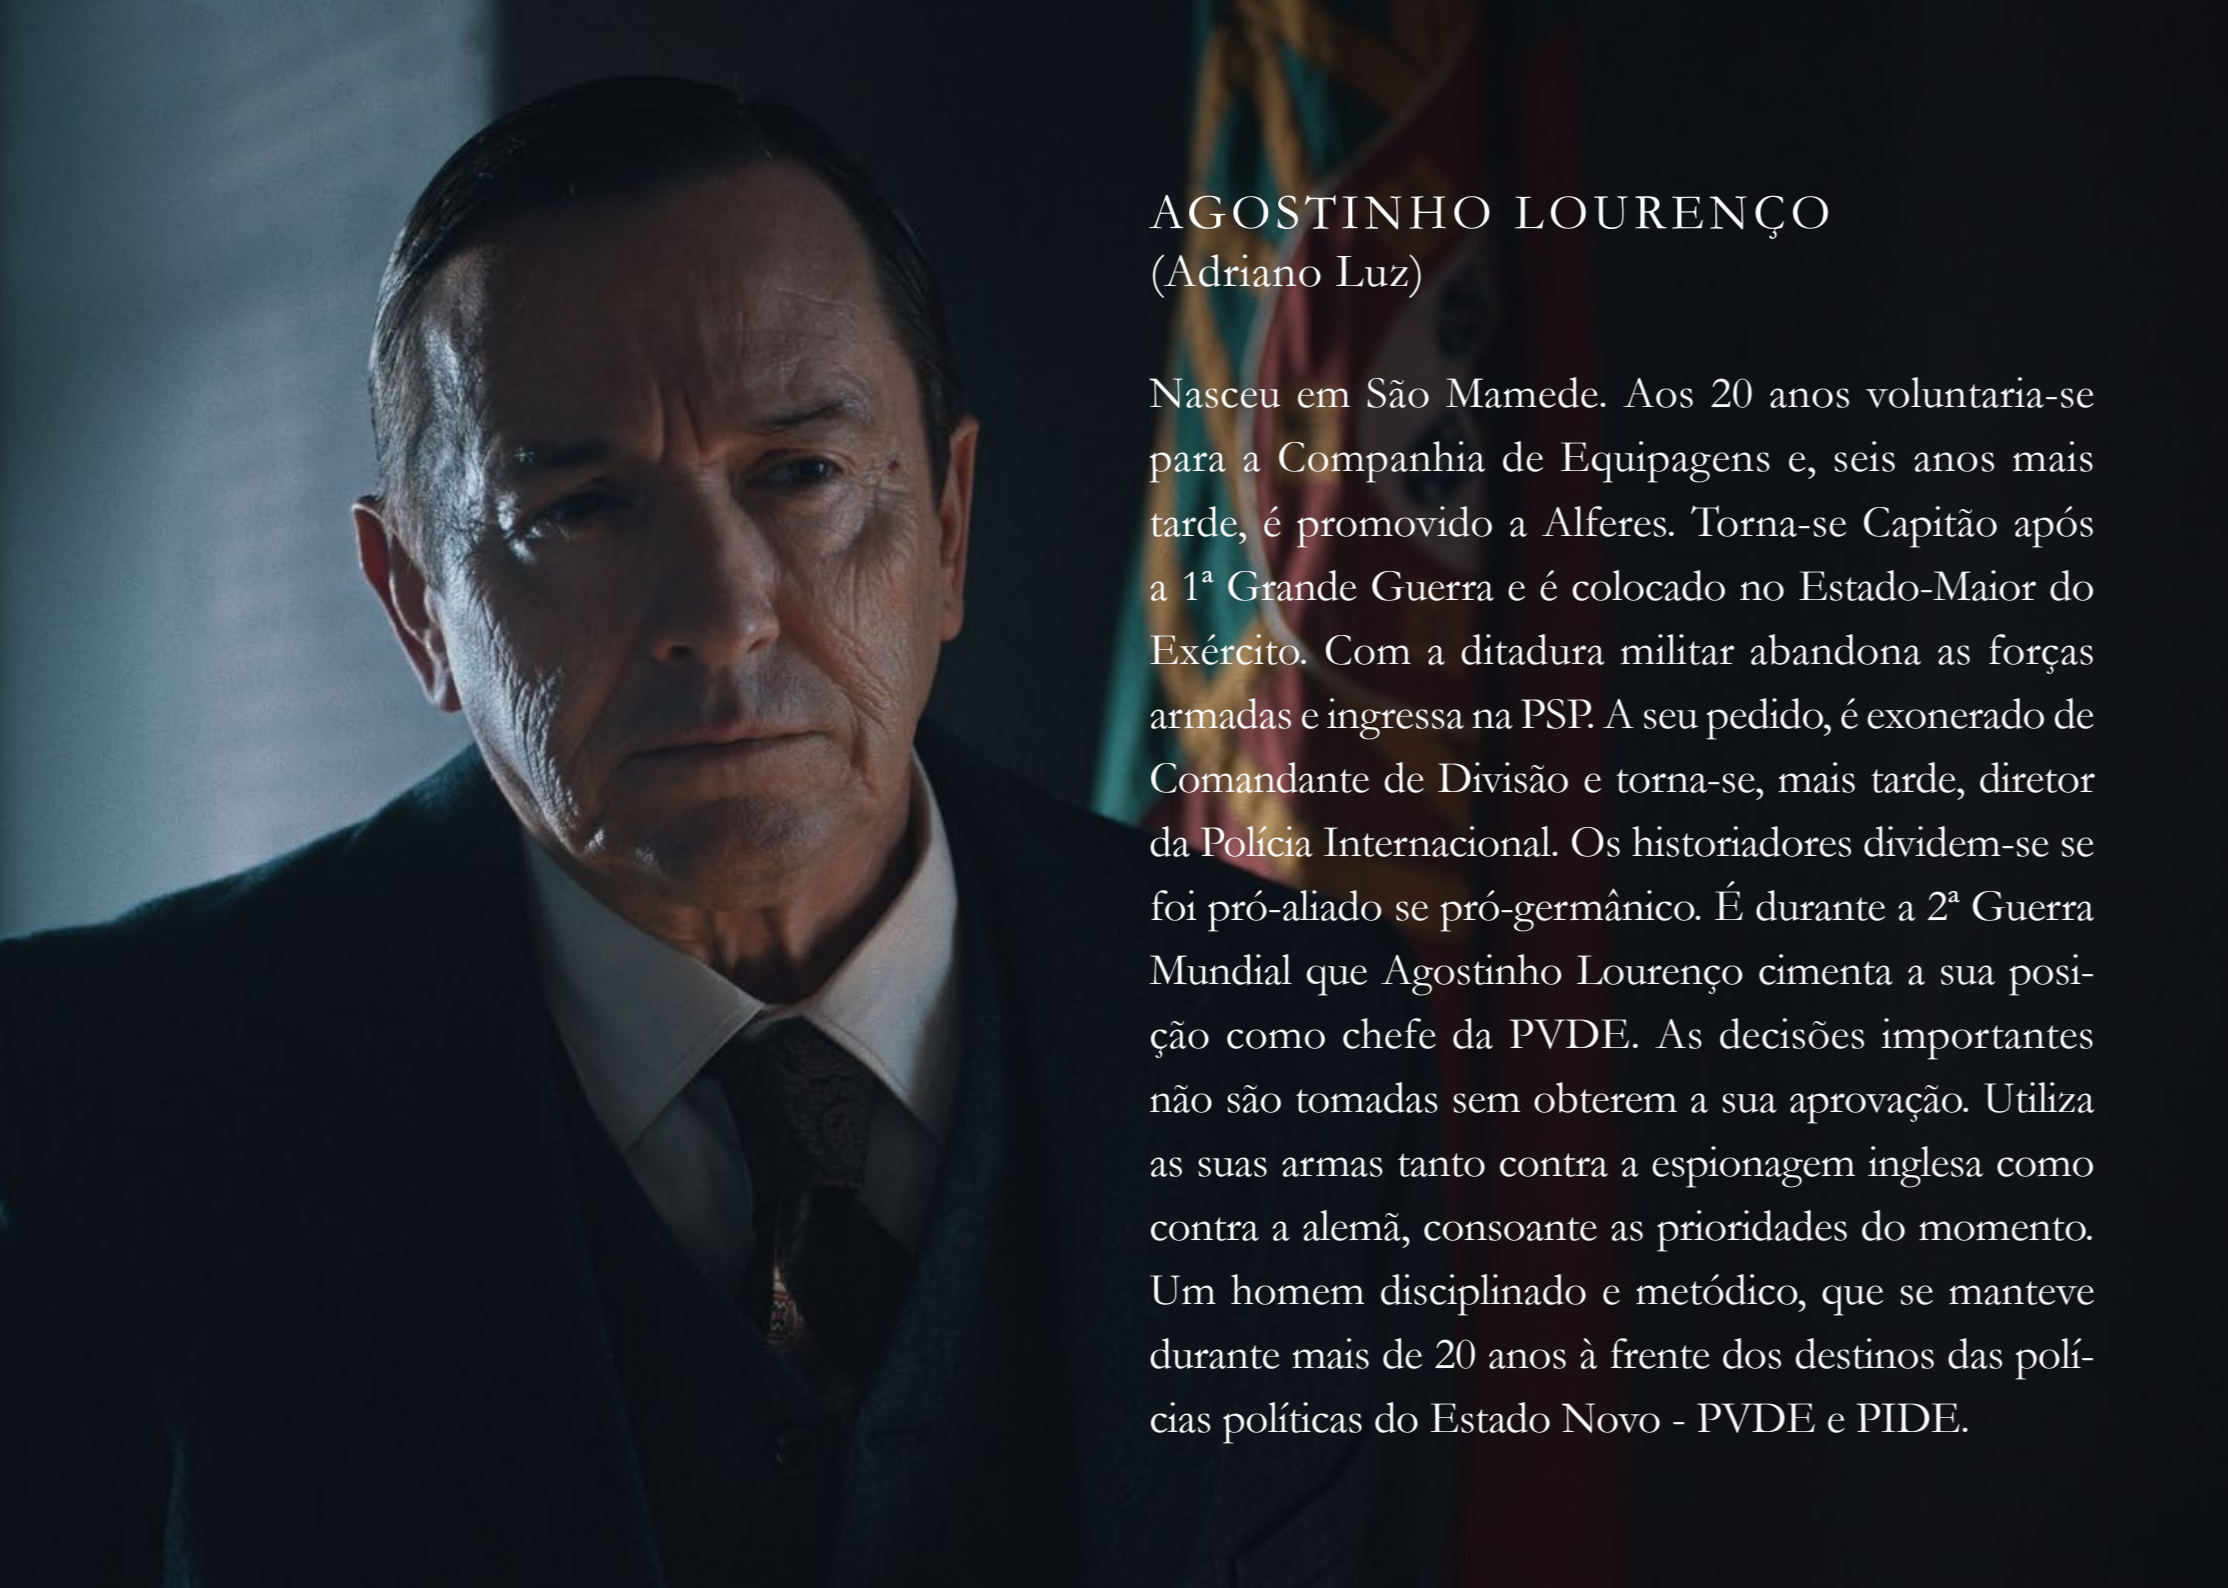 AGOSTINHO LOURENÇO
(Adriano Luz)
Nasceu em São Mamede. Aos 20 anos voluntaria-se
para a Companhia de Equipagens e, seis anos mais
tarde, é promovido a Alferes. Torna-se Capitão após
a 1ª Grande Guerra e é colocado no Estado-Maior do
Exército. Com a ditadura militar abandona as forças
armadas e ingressa na PSP. A seu pedido, é exonerado de
Comandante de Divisão e torna-se, mais tarde, diretor
da Polícia Internacional. Os historiadores dividem-se se
foi pró-aliado se pró-germânico. É durante a 2ª Guerra
Mundial que Agostinho Lourenço cimenta a sua posi-
ção como chefe da PVDE. As decisões importantes
não são tomadas sem obterem a sua aprovação. Utiliza
as suas armas tanto contra a espionagem inglesa como
contra a alemã, consoante as prioridades do momento.
Um homem disciplinado e metódico, que se manteve
durante mais de 20 anos à frente dos destinos das polí-
cias políticas do Estado Novo - PVDE e PIDE.